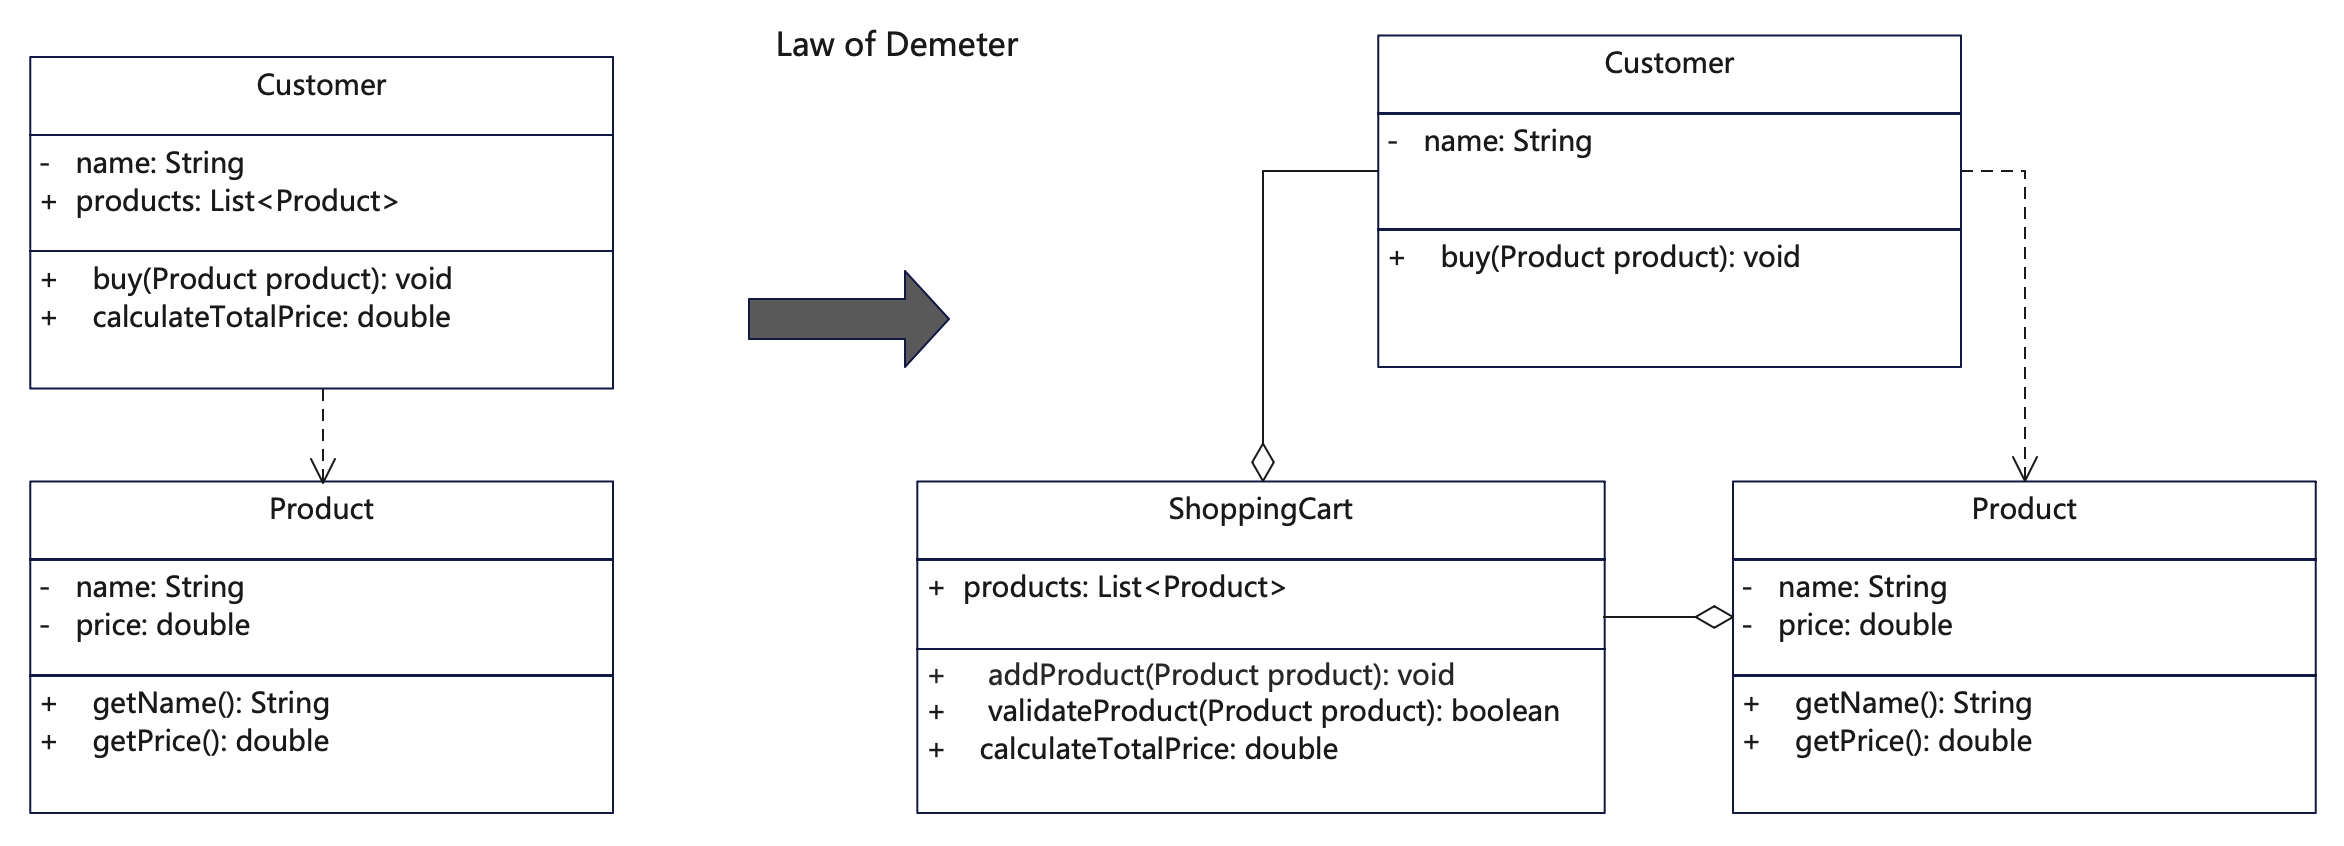 Law of Demeter
Customer
- name: String
+ products: List<Product>
+ buy(Product product): void
+ calculateTotalPrice: double
Product
- name: String
- price: double
+ getName(): String
+ getPrice(): double
Customer
- name: String
+ buy(Product product): void
ShoppingCart
+ products: List<Product>
+ addProduct(Product product): void
+ validateProduct(Product product): boolean
+ calculateTotalPrice: double
Product
- name: String
- price: double
+ getName(): String
+ getPrice(): double